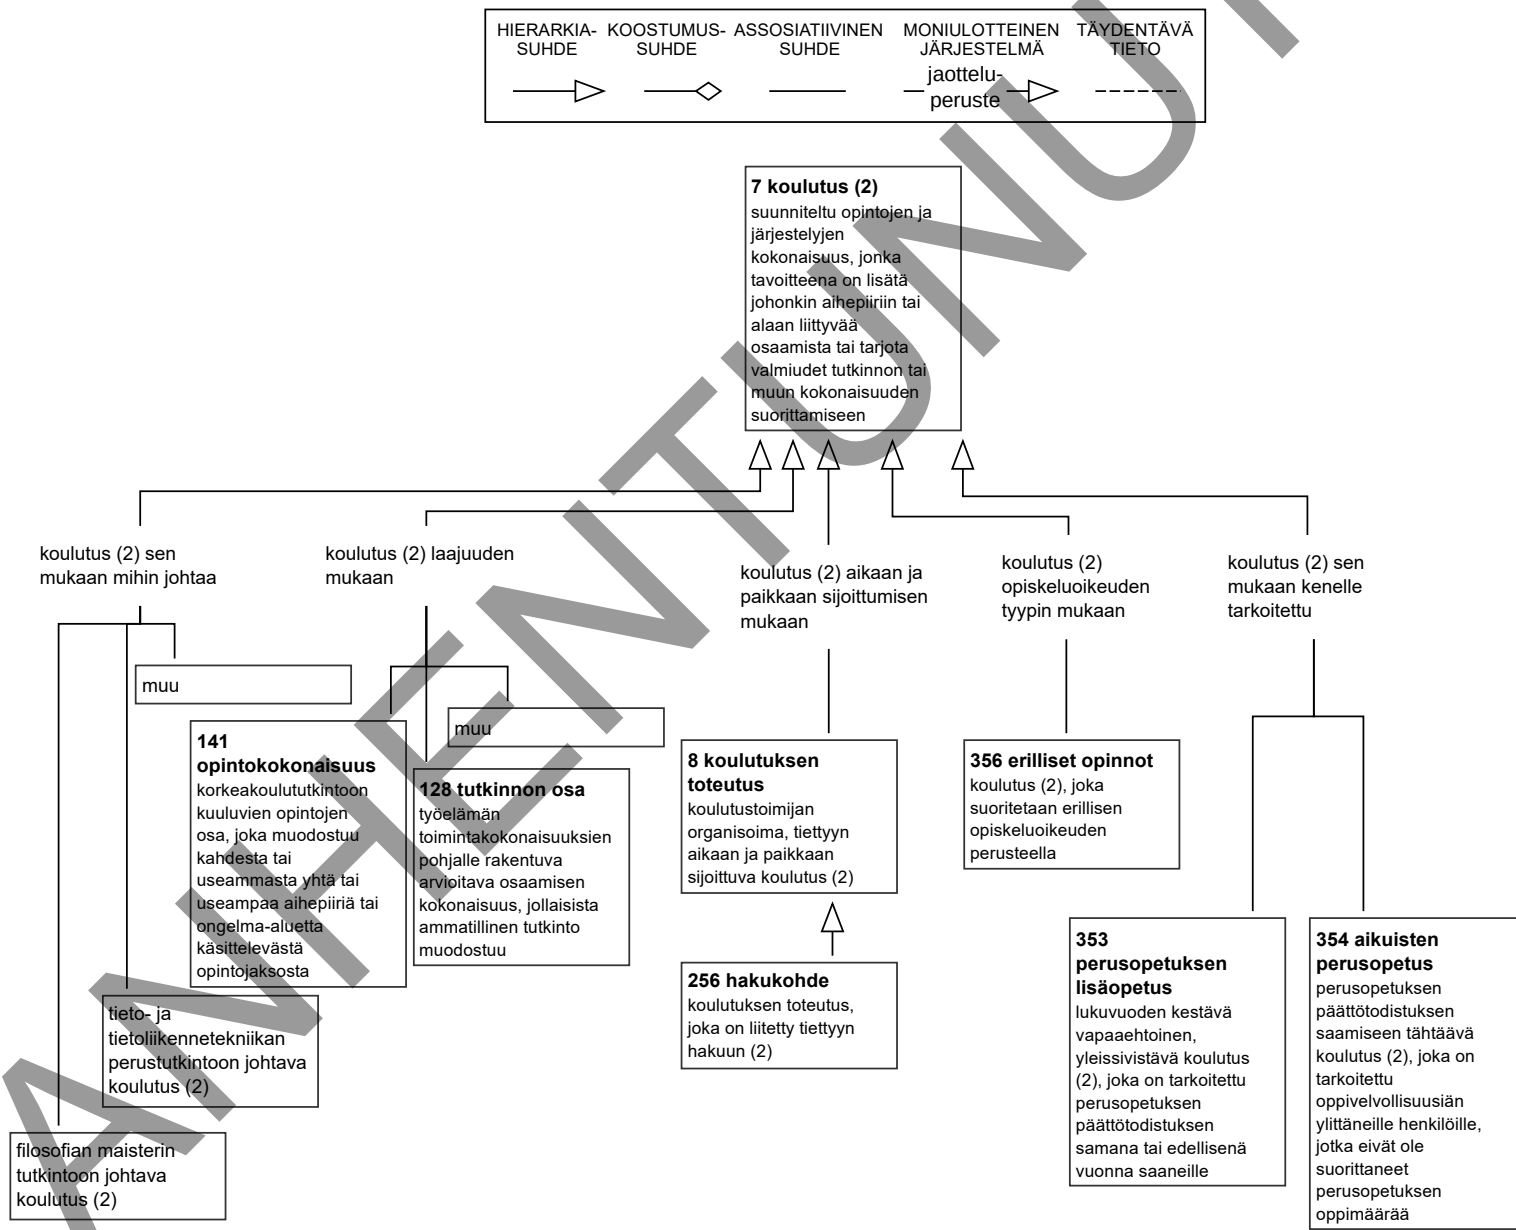 HIERARKIA-
SUHDE
KOOSTUMUS-
SUHDE
ASSOSIATIIVINEN
SUHDE
MONIULOTTEINEN
JÄRJESTELMÄ
jaottelu-
peruste
TÄYDENTÄVÄ
TIETO
7 koulutus (2)
suunniteltu opintojen ja
järjestelyjen
kokonaisuus, jonka
tavoitteena on lisätä
johonkin aihepiiriin tai
alaan liittyvää
osaamista tai tarjota
valmiudet tutkinnon tai
muun kokonaisuuden
suorittamiseen
koulutus (2) sen
mukaan mihin johtaa
koulutus (2) laajuuden
mukaan
koulutus (2) aikaan ja
paikkaan sijoittumisen
mukaan
koulutus (2)
opiskeluoikeuden
tyypin mukaan
koulutus (2) sen
mukaan kenelle
tarkoitettu
muu
141
opintokokonaisuus
korkeakoulututkintoon
kuuluvien opintojen
osa, joka muodostuu
kahdesta tai
useammasta yhtä tai
useampaa aihepiiriä tai
ongelma-aluetta
käsittelevästä
opintojaksosta
muu
128 tutkinnon osa
työelämän
toimintakokonaisuuksien
pohjalle rakentuva
arvioitava osaamisen
kokonaisuus, jollaisista
ammatillinen tutkinto
muodostuu
8 koulutuksen
toteutus
koulutustoimijan
organisoima, tiettyyn
aikaan ja paikkaan
sijoittuva koulutus (2)
356 erilliset opinnot
koulutus (2), joka
suoritetaan erillisen
opiskeluoikeuden
perusteella
256 hakukohde
koulutuksen toteutus,
joka on liitetty tiettyyn
hakuun (2)
353
perusopetuksen
lisäopetus
lukuvuoden kestävä
vapaaehtoinen,
yleissivistävä koulutus
(2), joka on tarkoitettu
perusopetuksen
päättötodistuksen
samana tai edellisenä
vuonna saaneille
354 aikuisten
perusopetus
perusopetuksen
päättötodistuksen
saamiseen tähtäävä
koulutus (2), joka on
tarkoitettu
oppivelvollisuusiän
ylittäneille henkilöille,
jotka eivät ole
suorittaneet
perusopetuksen
oppimäärää
tieto- ja
tietoliikennetekniikan
perustutkintoon johtava
koulutus (2)
filosofian maisterin
tutkintoon johtava
koulutus (2)
ANHENTUNUT